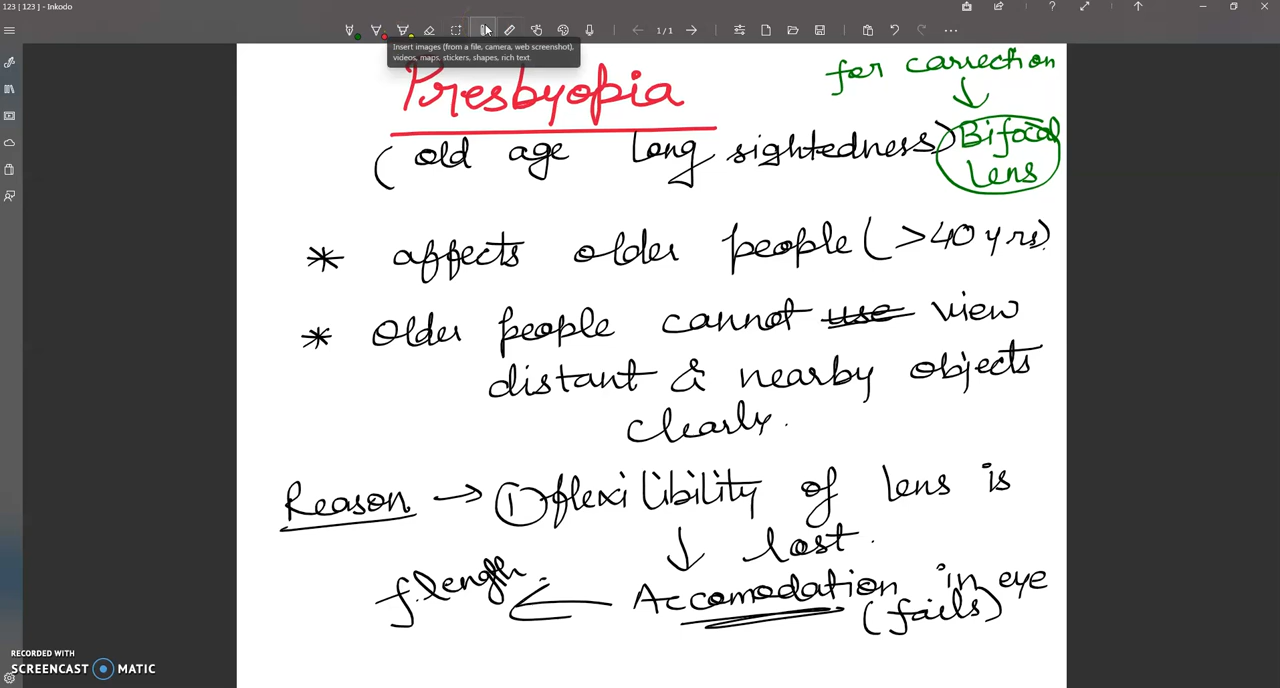 123 [ 123 ] - Inkodo
1/1
Insert images (from a file, camera, web screenshot),
videos, maps, stickers, shapes, rich text
Presbyopia
for correction
(old age long sightedness)
Bifocal
lens
* affects older people (>40 yrs).
* Older people cannot use view
distant & nearby objects
clearly.
Reason → ① flexilibility of lens is
↓ lost.
f.length ← Accomodation in eye
(fails)
RECORDED WITH
SCREENCAST MATIC